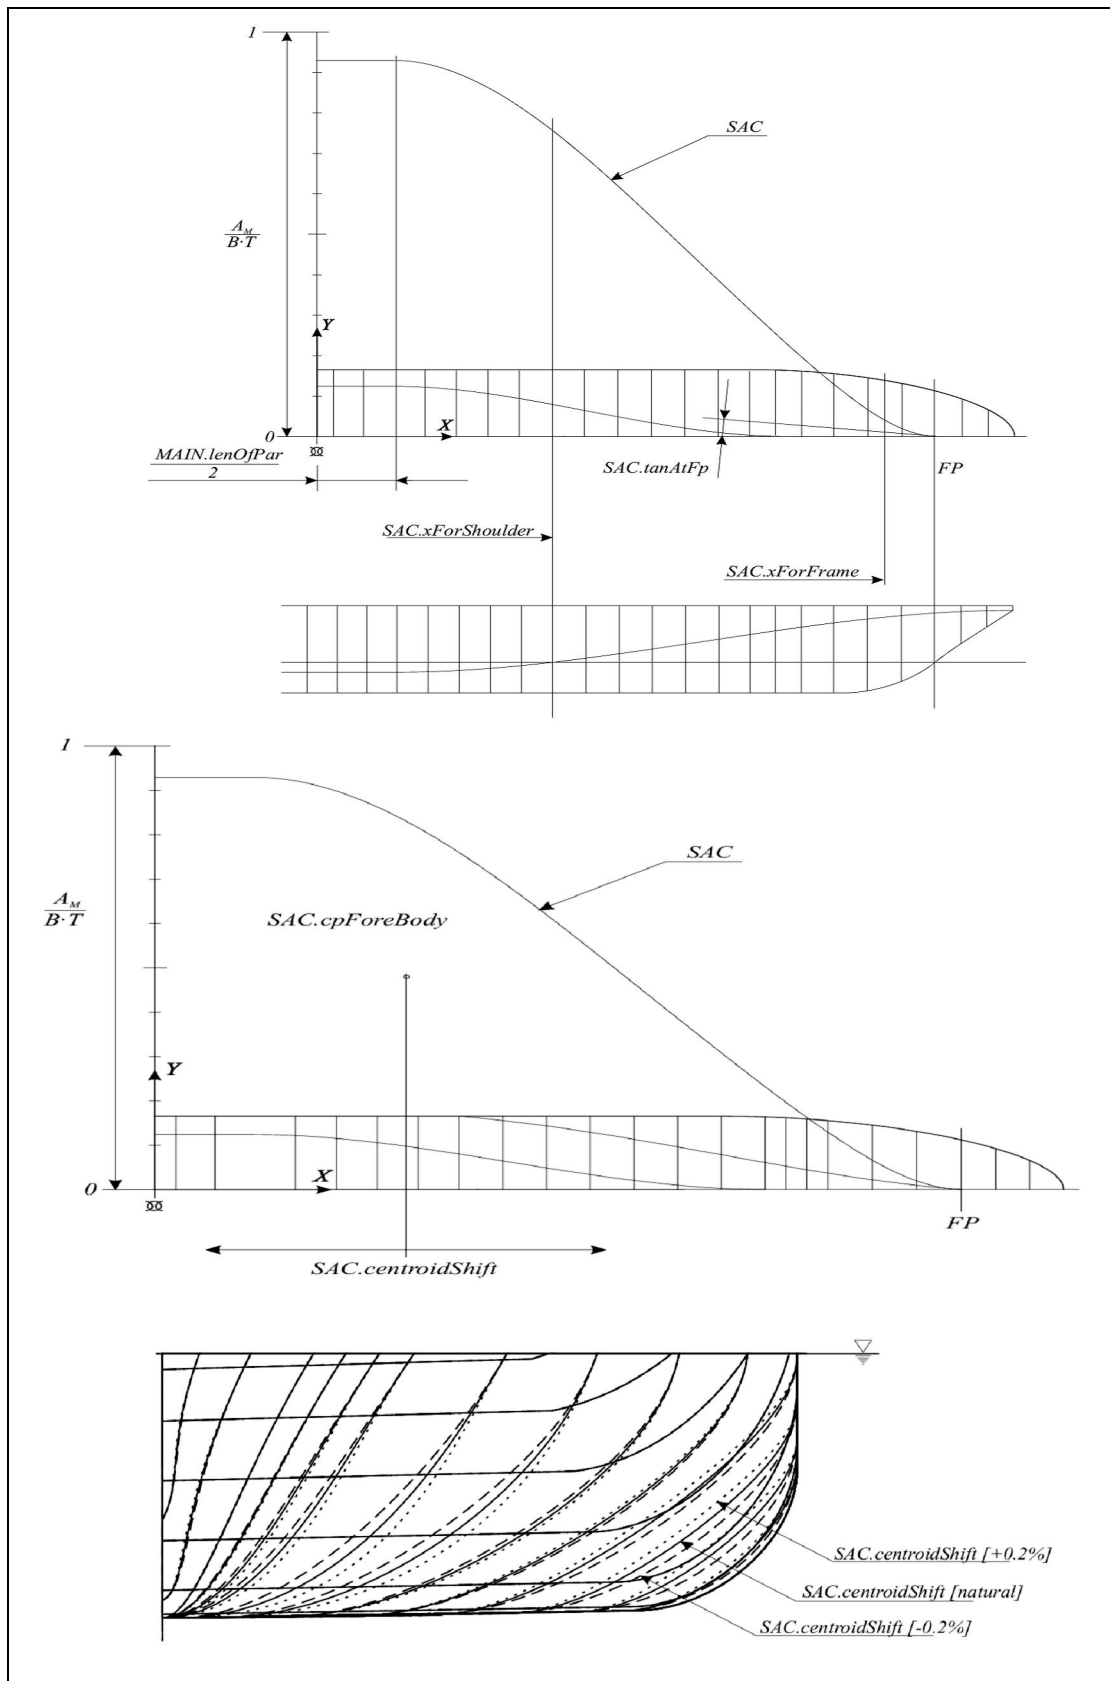 1
SAC
A_M
B·T
Y
X
0
MAIN.lenOfPar
2
SAC.tanAtFp
FP
SAC.xForShoulder
SAC.xForFrame
1
SAC
A_M
B·T
SAC.cpForeBody
Y
X
0
FP
SAC.centroidShift
SAC.centroidShift [+0.2%]
SAC.centroidShift [natural]
SAC.centroidShift [-0.2%]